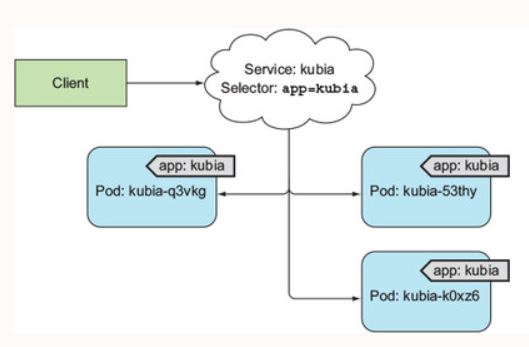 Client
Service: kubia
Selector: app=kubia
app: kubia
Pod: kubia-q3vkg
app: kubia
Pod: kubia-53thy
app: kubia
Pod: kubia-k0xz6